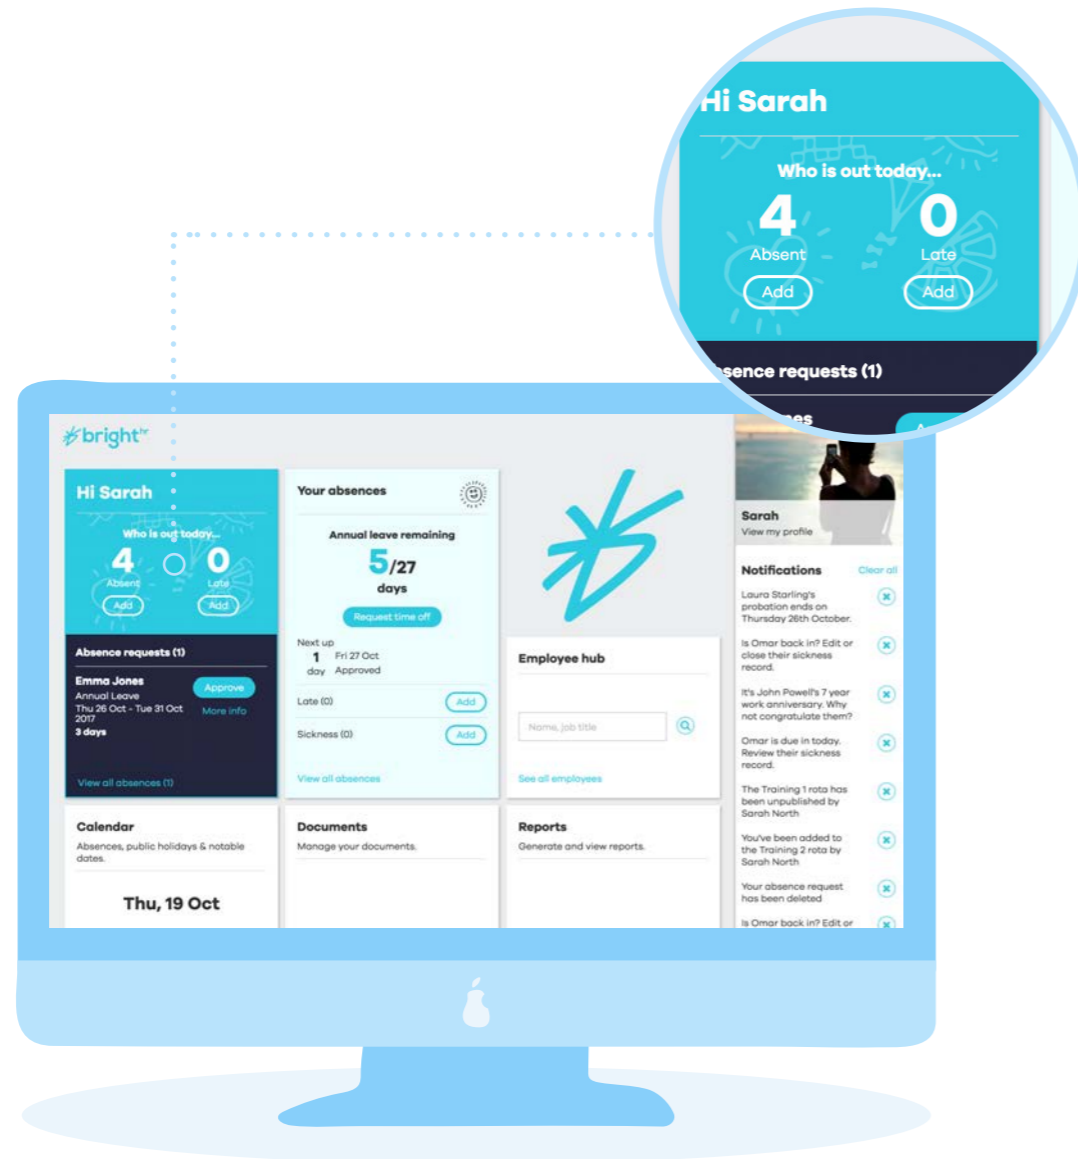 Hi Sarah
Who is out today...
4
0
Absent
Late
Add
Add
Absence requests (1)
bright hr
Hi Sarah
Who is out today...
4
0
Absent
Late
Add
Add
Absence requests (1)
Emma Jones
Approve
Annual Leave
Thu 26 Oct - Tue 31 Oct
2017
More info
3 days
View all absences (1)
Your absences
Annual leave remaining
5/27
days
Request time off
Next up
1 Fri 27 Oct
day Approved
Late (0)
Add
Sickness (0)
Add
View all absences
Employee hub
Name, job title
See all employees
Sarah
View my profile
Notifications
Clear all
Laura Starling's
probation ends on
Thursday 26th October.
Is Omar back in? Edit or
close their sickness
record.
It's John Powell's 7 year
work anniversary. Why
not congratulate them?
Omar is due in today.
Review their sickness
record.
The Training 1 rota has
been unpublished by
Sarah North
You've been added to
the Training 2 rota by
Sarah North
Your absence request
has been deleted
Is Omar back in? Edit or
Calendar
Absences, public holidays & notable
dates.
Thu, 19 Oct
Documents
Manage your documents.
Reports
Generate and view reports.